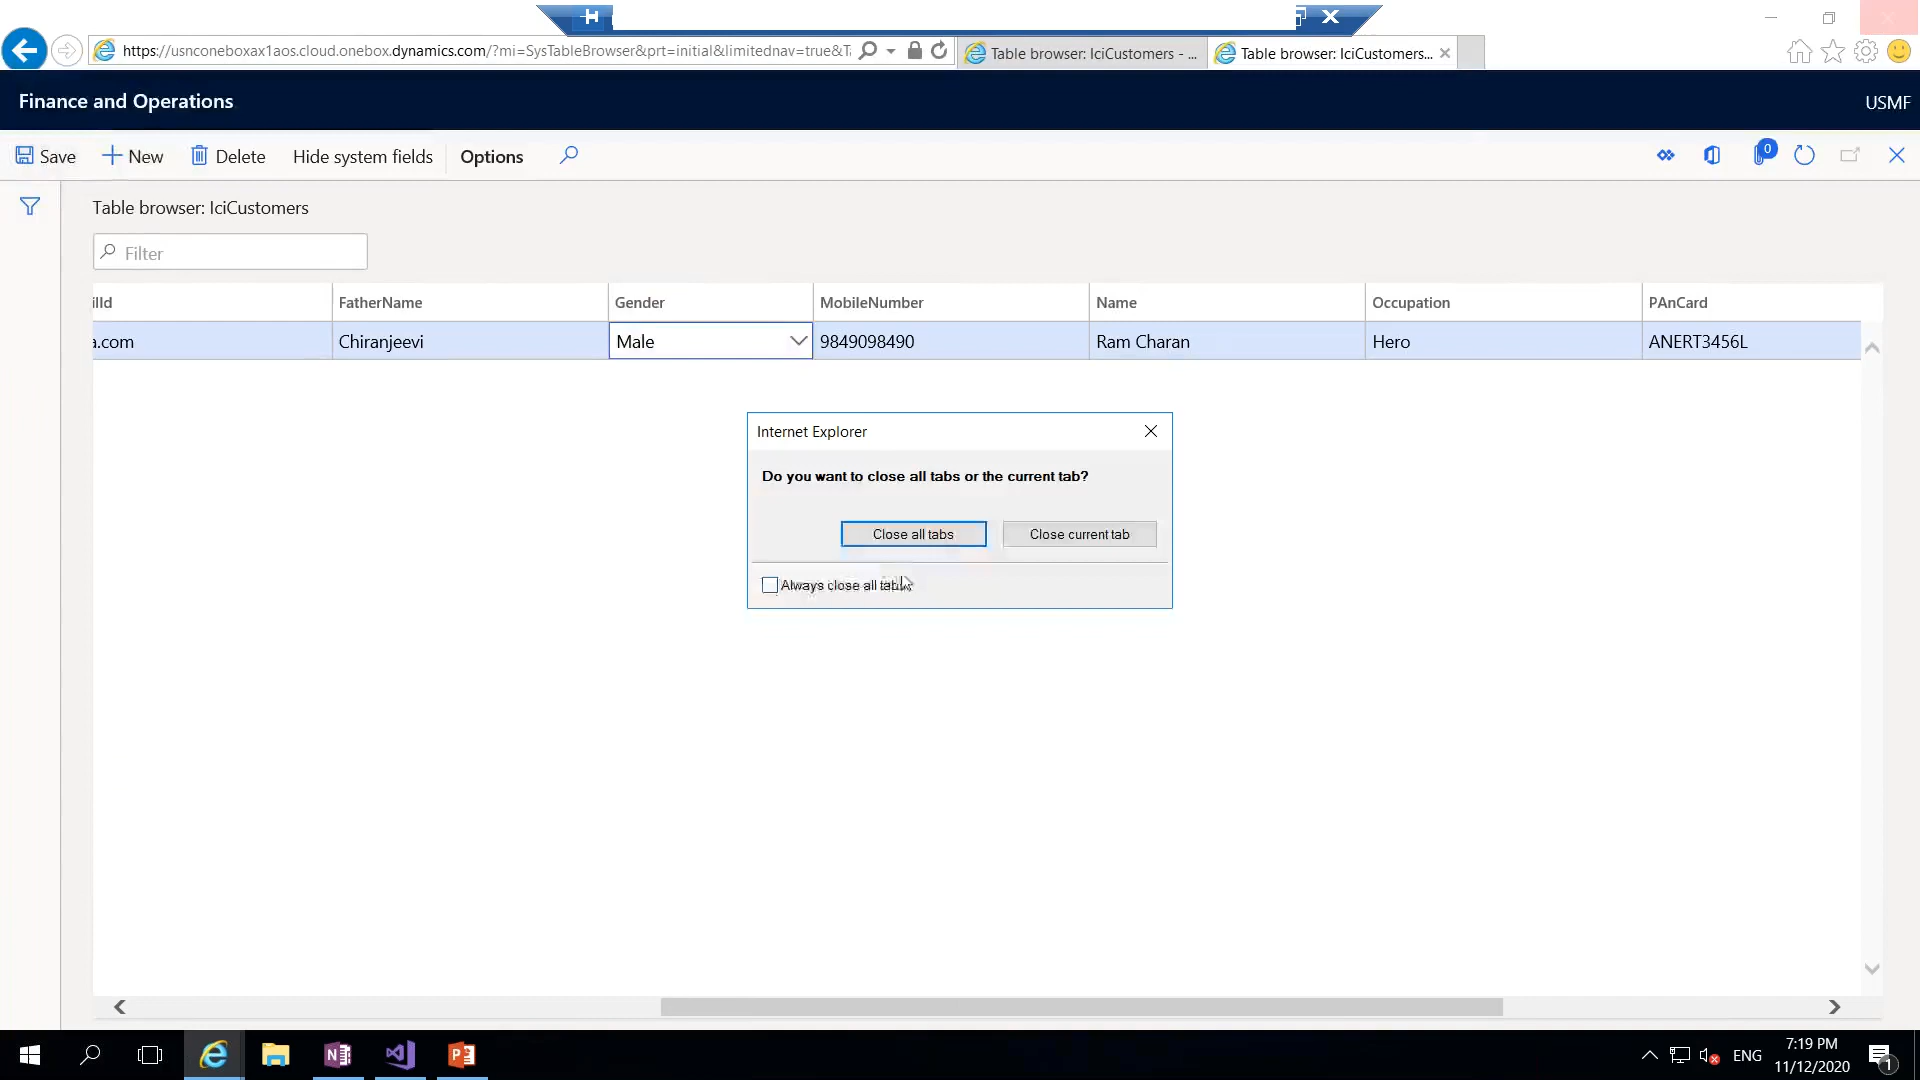 https://usnconeboxax1aos.cloud.onebox.dynamics.com/?mi=SysTableBrowser&prt=initial&limitednav=true&T
Table browser: IciCustomers - ...
Table browser: IciCustomers...
Finance and Operations
USMF
Save
New
Delete
Hide system fields
Options
0
Table browser: IciCustomers
Filter
ilId
FatherName
Gender
MobileNumber
Name
Occupation
PAnCard
a.com
Chiranjeevi
Male
9849098490
Ram Charan
Hero
ANERT3456L
Internet Explorer
Do you want to close all tabs or the current tab?
Close all tabs
Close current tab
Always close all tabs
ENG
7:19 PM
11/12/2020
1